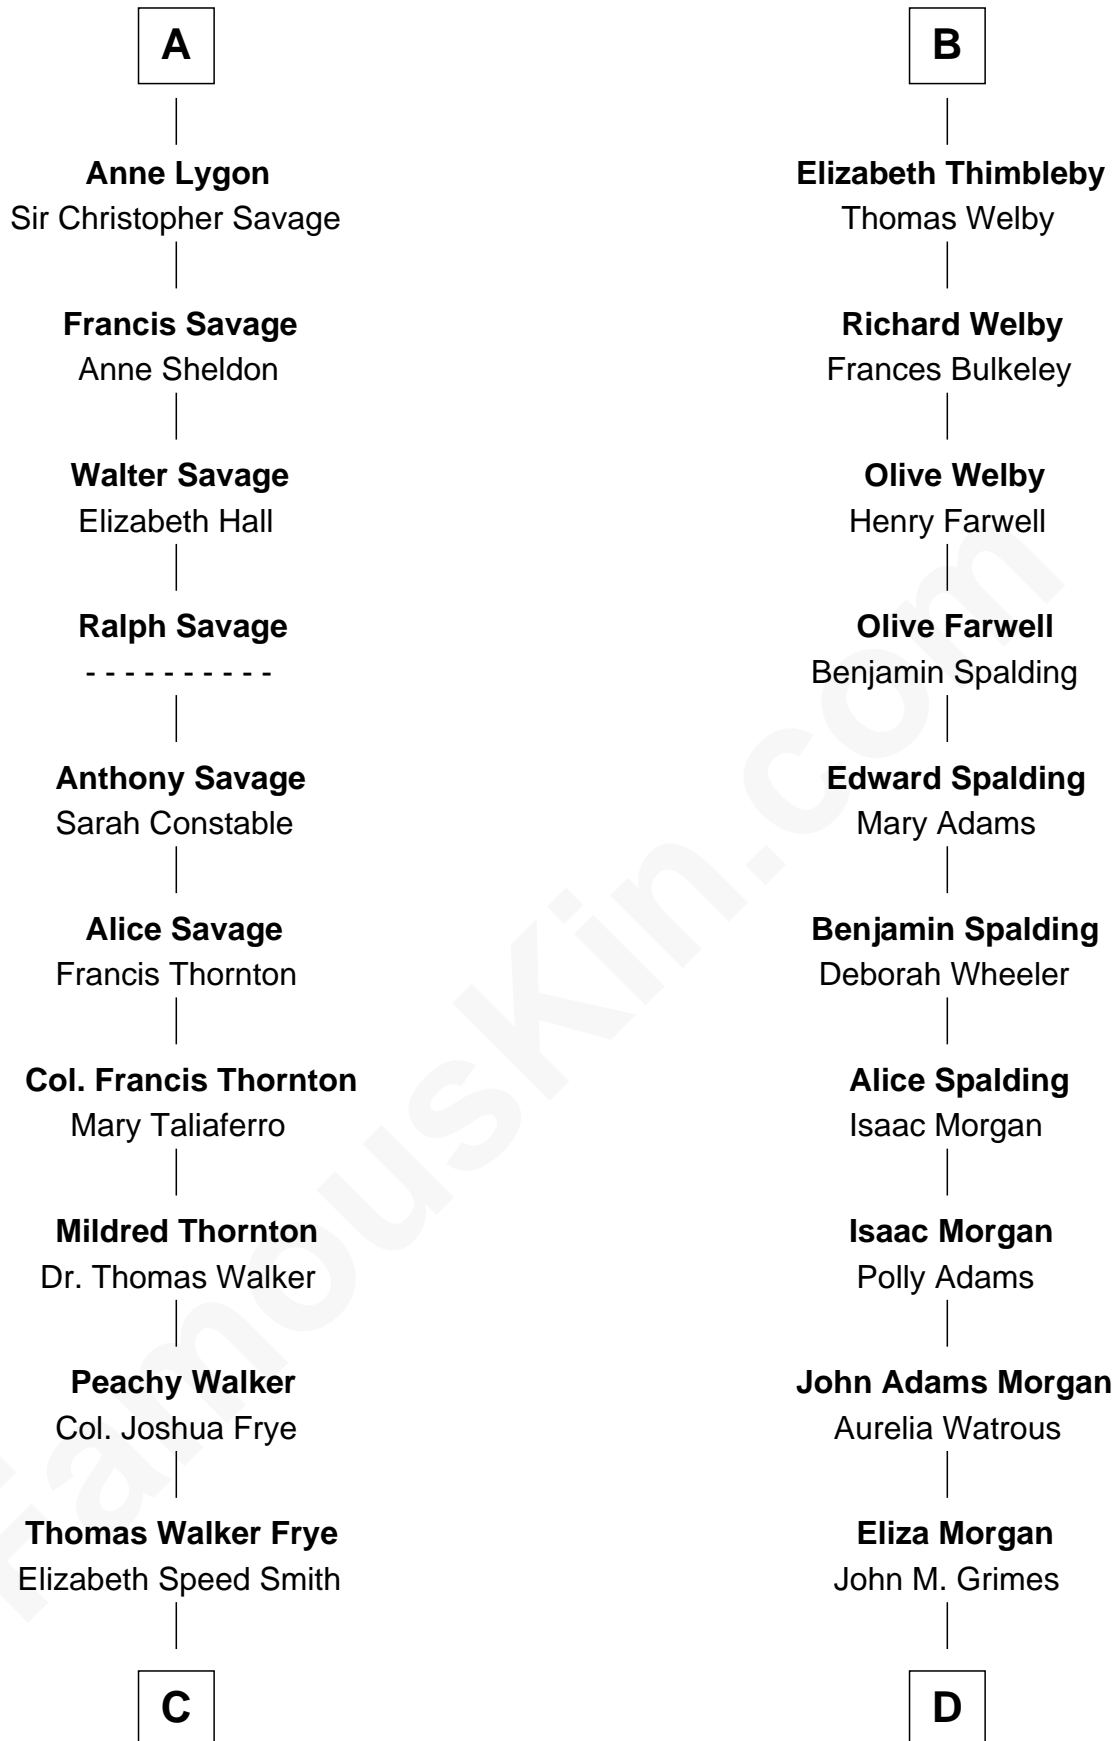 A
Anne Lygon
Sir Christopher Savage
Francis Savage
Anne Sheldon
Walter Savage
Elizabeth Hall
Ralph Savage
- - - - - - - - - -
Anthony Savage
Sarah Constable
Alice Savage
Francis Thornton
Col. Francis Thornton
Mary Taliaferro
Mildred Thornton
Dr. Thomas Walker
Peachy Walker
Col. Joshua Frye
Thomas Walker Frye
Elizabeth Speed Smith
C
B
Elizabeth Thimbleby
Thomas Welby
Richard Welby
Frances Bulkeley
Olive Welby
Henry Farwell
Olive Farwell
Benjamin Spalding
Edward Spalding
Mary Adams
Benjamin Spalding
Deborah Wheeler
Alice Spalding
Isaac Morgan
Isaac Morgan
Polly Adams
John Adams Morgan
Aurelia Watrous
Eliza Morgan
John M. Grimes
D
FamousKin.com